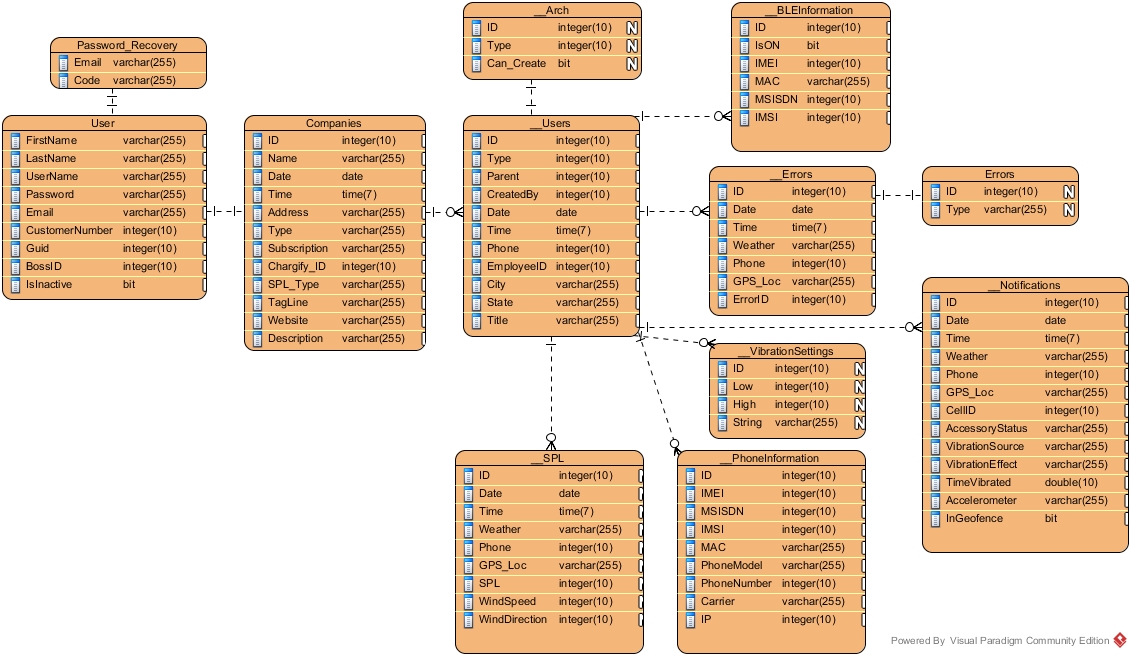 Password_Recovery
Email varchar(255)
Code varchar(255)
User
FirstName varchar(255)
LastName varchar(255)
UserName varchar(255)
Password varchar(255)
Email varchar(255)
CustomerNumber integer(10)
Guid integer(10)
BossID integer(10)
IsInactive bit
Companies
ID integer(10)
Name varchar(255)
Date date
Time time(7)
Address varchar(255)
Type varchar(255)
Subscription varchar(255)
Chargify_ID integer(10)
SPL_Type varchar(255)
TagLine varchar(255)
Website varchar(255)
Description varchar(255)
__Arch
ID integer(10) N
Type integer(10) N
Can_Create bit N
__Users
ID integer(10)
Type integer(10)
Parent integer(10)
CreatedBy integer(10)
Date date
Time time(7)
Phone integer(10)
EmployeeID integer(10)
City varchar(255)
State varchar(255)
Title varchar(255)
__BLEInformation
ID integer(10)
IsON bit
IMEI integer(10)
MAC varchar(255)
MSISDN integer(10)
IMSI integer(10)
__Errors
ID integer(10)
Date date
Time time(7)
Weather varchar(255)
Phone integer(10)
GPS_Loc varchar(255)
ErrorID integer(10)
Errors
ID integer(10) N
Type varchar(255) N
__VibrationSettings
ID integer(10) N
Low integer(10) N
High integer(10) N
String varchar(255) N
__Notifications
ID integer(10)
Date date
Time time(7)
Weather varchar(255)
Phone integer(10)
GPS_Loc varchar(255)
CellID integer(10)
AccessoryStatus varchar(255)
VibrationSource varchar(255)
VibrationEffect varchar(255)
TimeVibrated double(10)
Accelerometer varchar(255)
InGeofence bit
__SPL
ID integer(10)
Date date
Time time(7)
Weather varchar(255)
Phone integer(10)
GPS_Loc varchar(255)
SPL integer(10)
WindSpeed integer(10)
WindDirection integer(10)
__PhoneInformation
ID integer(10)
IMEI integer(10)
MSISDN integer(10)
IMSI integer(10)
MAC varchar(255)
PhoneModel varchar(255)
PhoneNumber integer(10)
Carrier varchar(255)
IP integer(10)
Powered By Visual Paradigm Community Edition